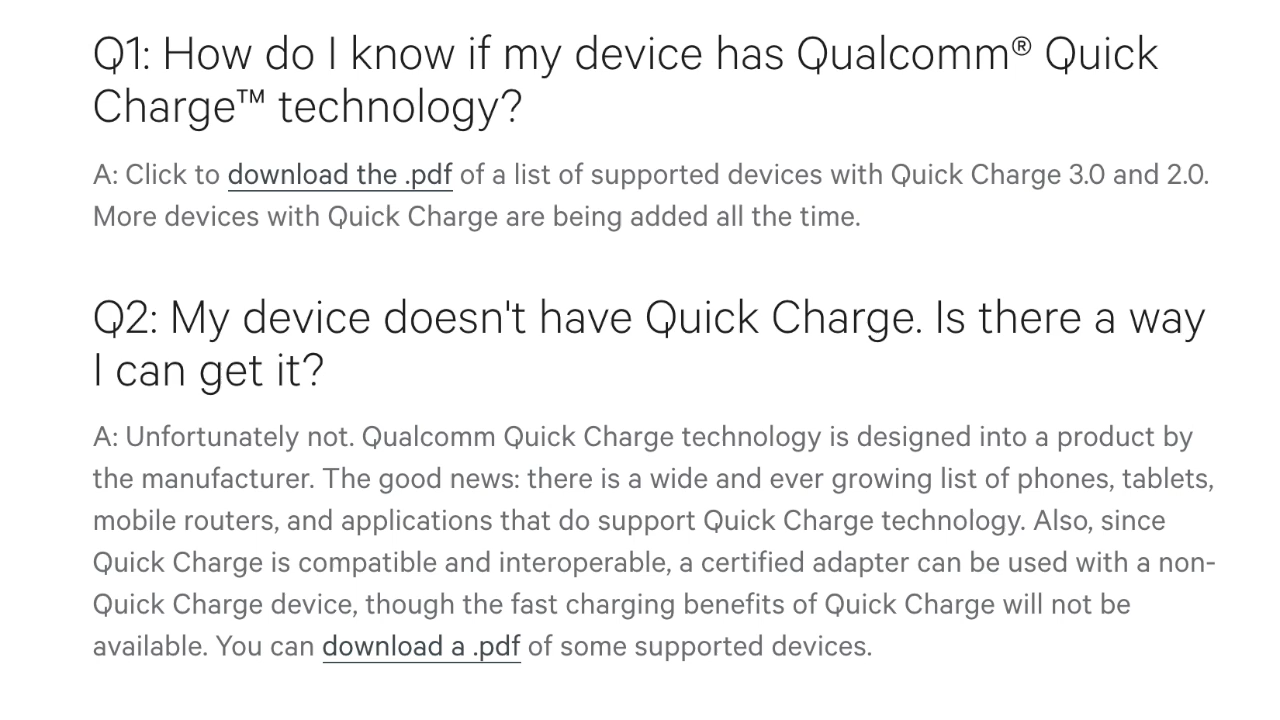 Q1: How do I know if my device has Qualcomm® Quick
Charge™ technology?
A: Click to download the .pdf of a list of supported devices with Quick Charge 3.0 and 2.0.
More devices with Quick Charge are being added all the time.
Q2: My device doesn't have Quick Charge. Is there a way
I can get it?
A: Unfortunately not. Qualcomm Quick Charge technology is designed into a product by
the manufacturer. The good news: there is a wide and ever growing list of phones, tablets,
mobile routers, and applications that do support Quick Charge technology. Also, since
Quick Charge is compatible and interoperable, a certified adapter can be used with a non-
Quick Charge device, though the fast charging benefits of Quick Charge will not be
available. You can download a .pdf of some supported devices.